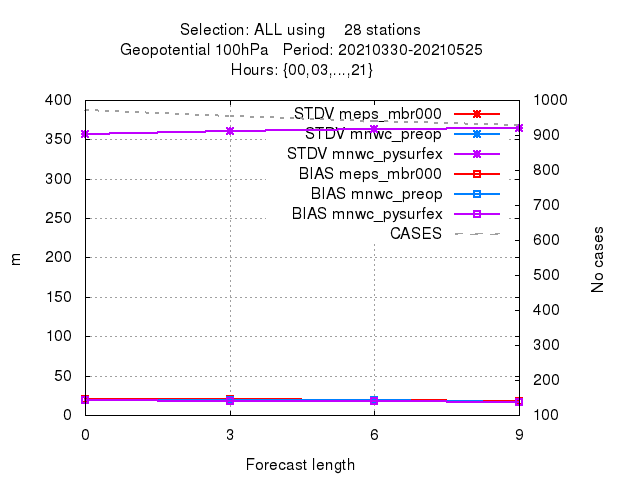 Selection: ALL using 28 stations
Geopotential 100hPa Period: 20210330-20210525
Hours: {00,03,...,21}
400
350
300
250
200
150
100
50
0
m
STDV meps_mbr000
STDV mnwc_preop
STDV mnwc_pysurfex
BIAS meps_mbr000
BIAS mnwc_preop
BIAS mnwc_pysurfex
CASES
1000
900
800
700
600
500
400
300
200
100
No cases
0 3 6 9
Forecast length